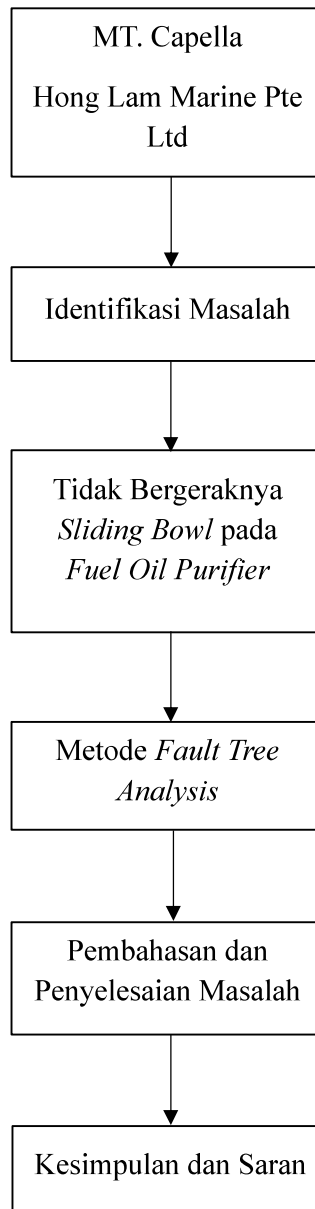 MT. Capella
Hong Lam Marine Pte
Ltd
Identifikasi Masalah
Tidak Bergeraknya
Sliding Bowl pada
Fuel Oil Purifier
Metode Fault Tree
Analysis
Pembahasan dan
Penyelesaian Masalah
Kesimpulan dan Saran